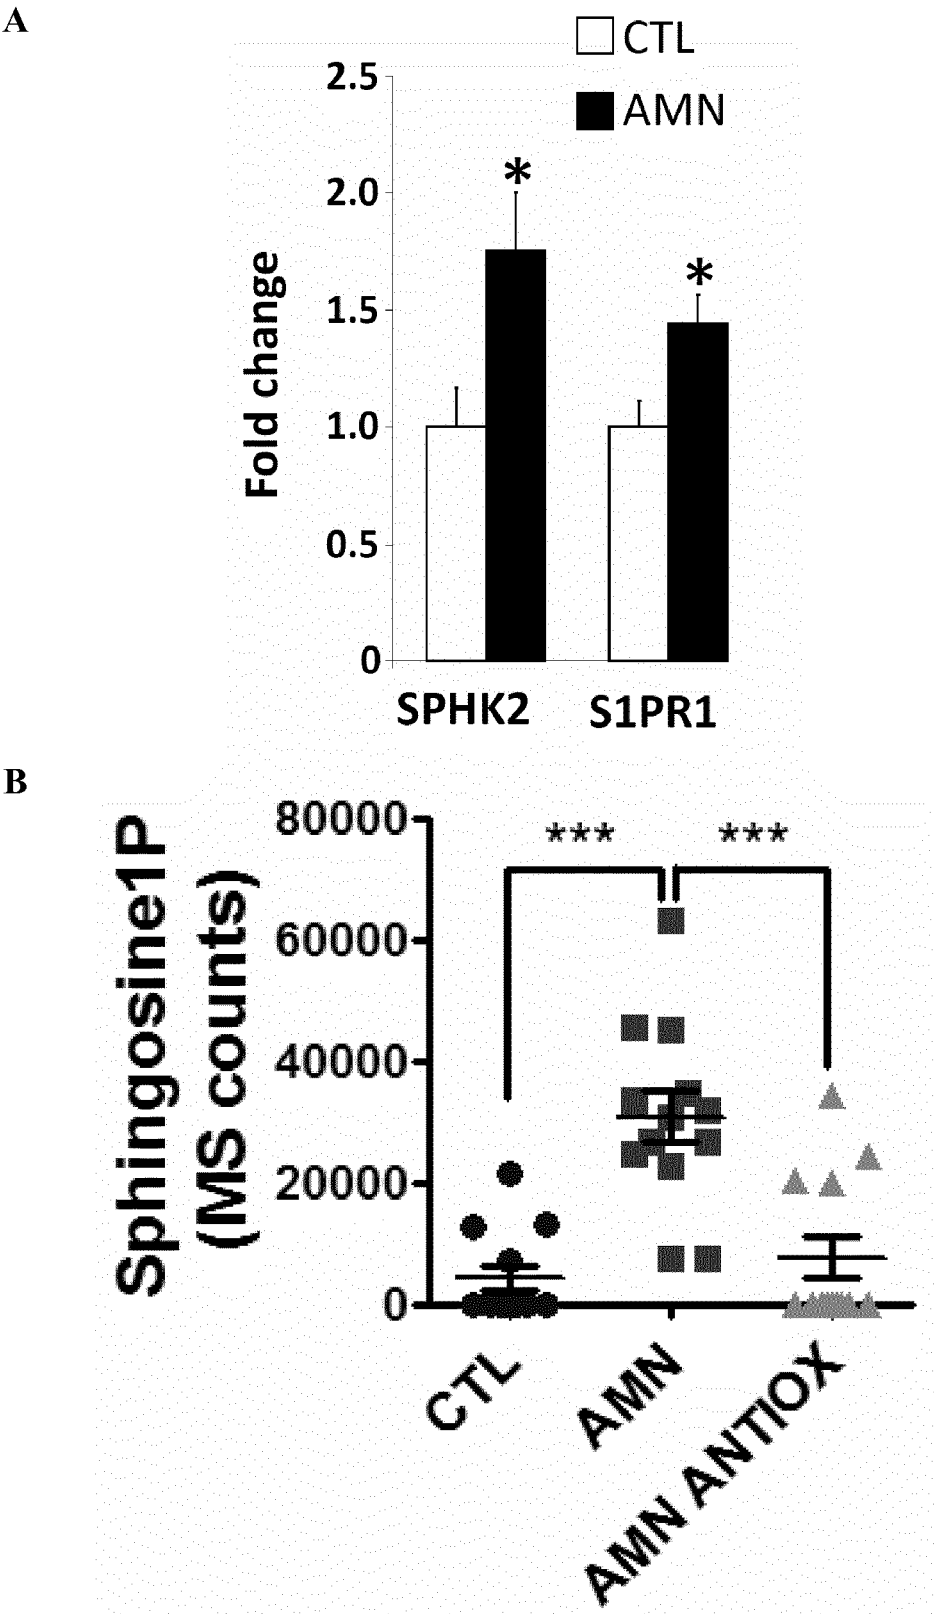 A
CTL
AMN
2.5
2.0
1.5
1.0
0.5
0
Fold change
*
*
SPHK2
S1PR1
B
Sphingosine1P
(MS counts)
80000
60000
40000
20000
0
***
***
CTL
AMN
AMN ANTIOX